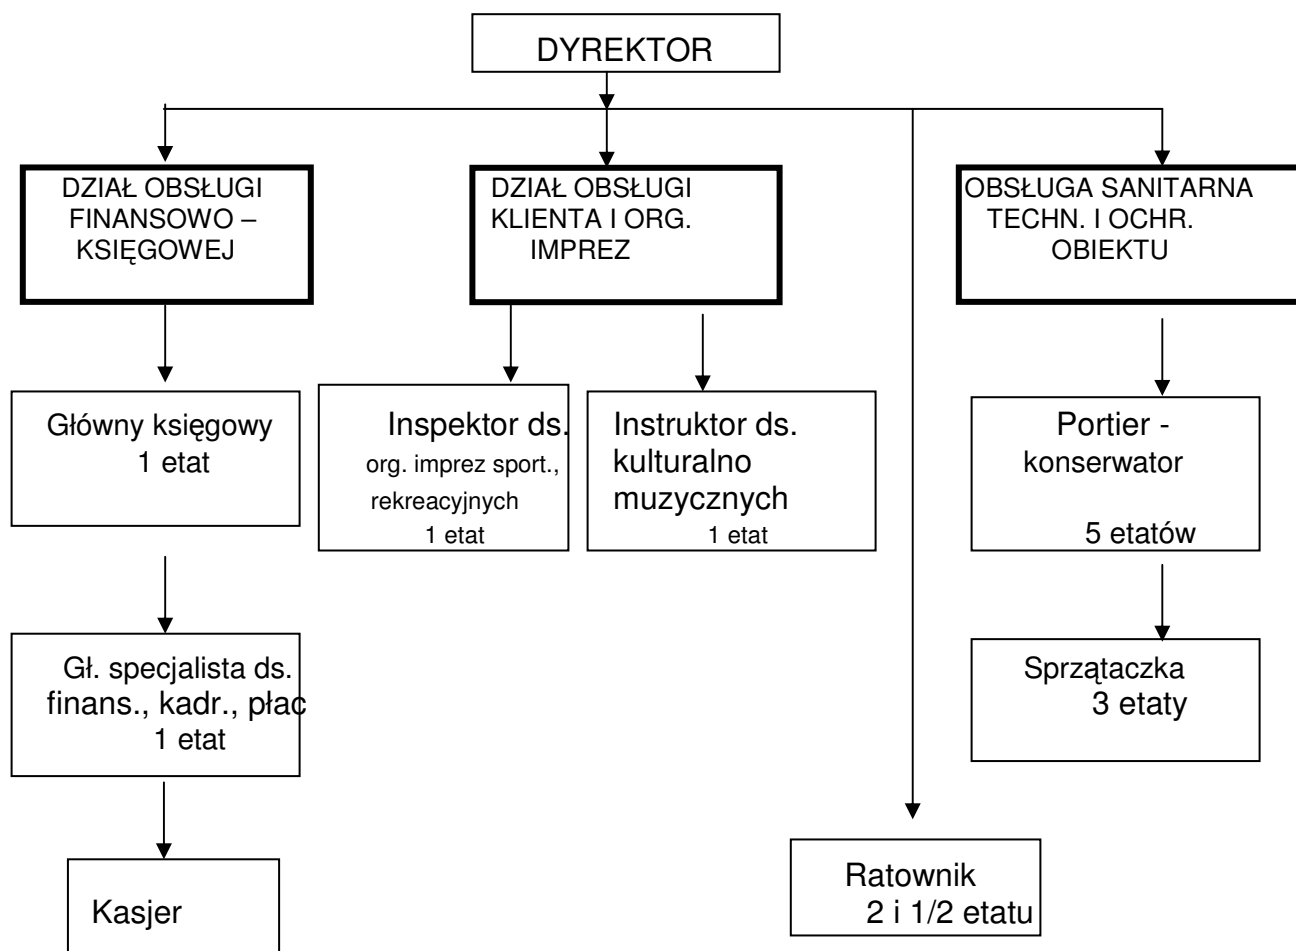 DYREKTOR
DZIAŁ OBSŁUGI
FINANSOWO –
KSIĘGOWEJ
DZIAŁ OBSŁUGI
KLIENTA I ORG.
IMPREZ
OBSŁUGA SANITARNA
TECHN. I OCHR.
OBIEKTU
Główny księgowy
1 etat
Inspektor ds.
org. imprez sport.,
rekreacyjnych
1 etat
Instruktor ds.
kulturalno
muzycznych
1 etat
Portier -
konserwator
5 etatów
Gł. specjalista ds.
finans., kadr., płac
1 etat
Sprzątaczka
3 etaty
Kasjer
Ratownik
2 i 1/2 etatu